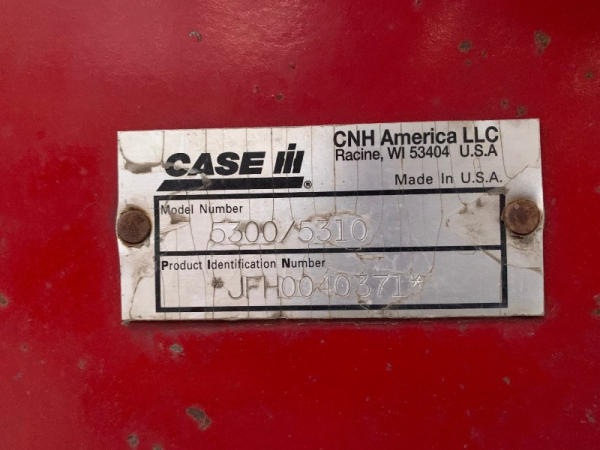 CASE IH®
CNH America LLC
Racine, WI 53404 U.S.A
Made In U.S.A.
Model Number
5300/5310
Product Identification Number
*JFH0040371*